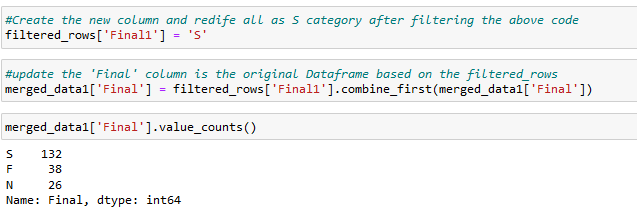 #Create the new column and redife all as S category after filtering the above code
filtered_rows['Final1'] = 'S'
#update the 'Final' column is the original Dataframe based on the filtered_rows
merged_data1['Final'] = filtered_rows['Final1'].combine_first(merged_data1['Final'])
merged_data1['Final'].value_counts()
S    132
F     38
N     26
Name: Final, dtype: int64